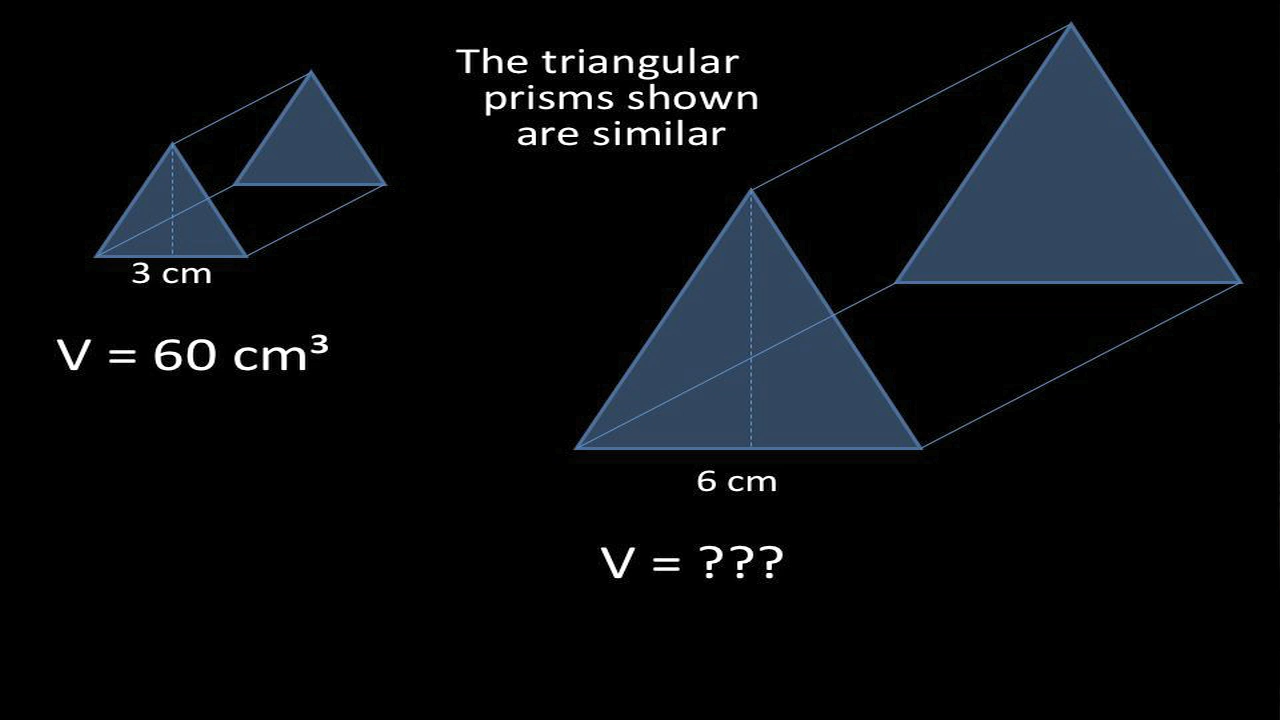 The triangular
prisms shown
are similar
3 cm
V = 60 cm³
6 cm
V = ???